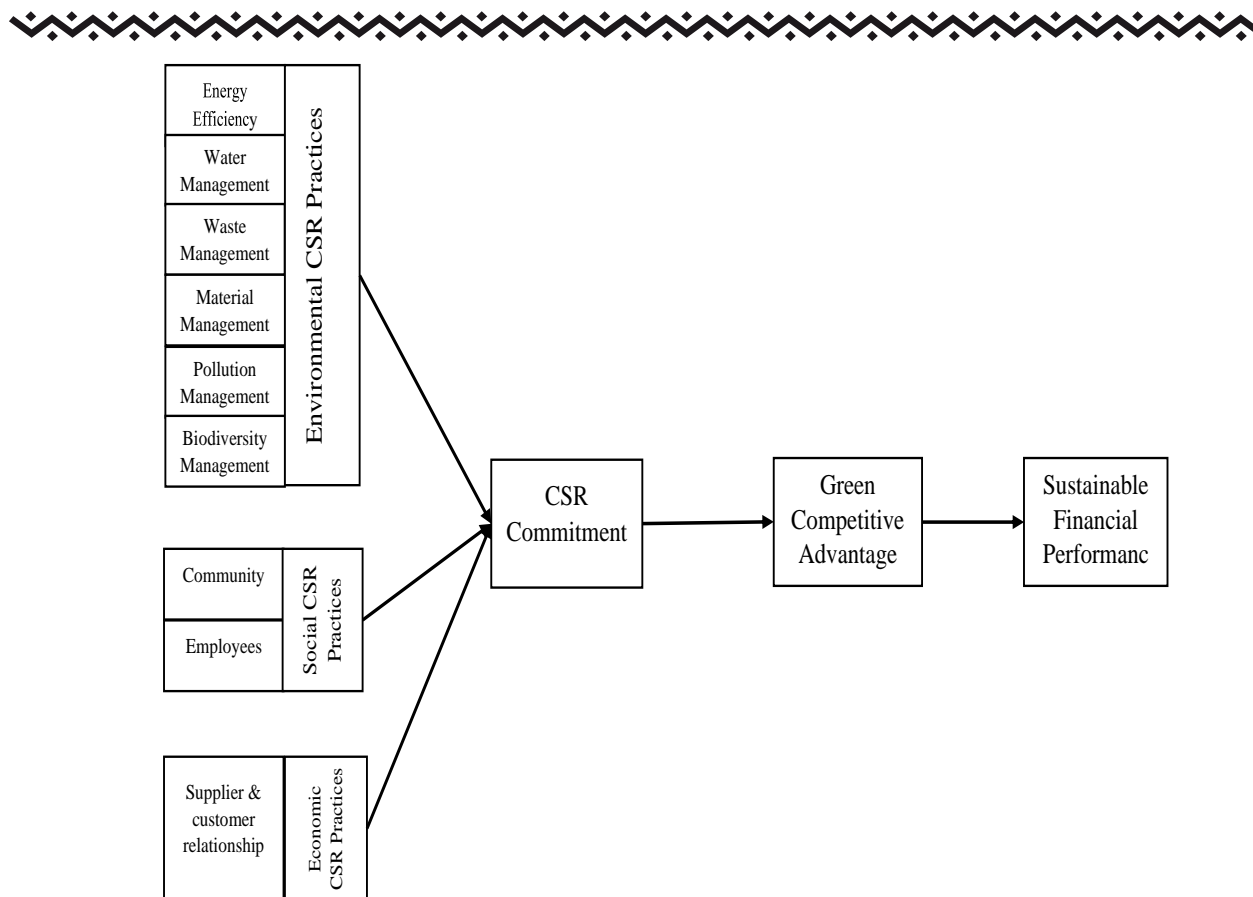 Energy
Efficiency
Water
Management
Waste
Management
Material
Management
Pollution
Management
Biodiversity
Management
Environmental CSR Practices
Community
Employees
Social CSR
Practices
Supplier &
customer
relationship
Economic
CSR Practices
CSR
Commitment
Green
Competitive
Advantage
Sustainable
Financial
Performanc